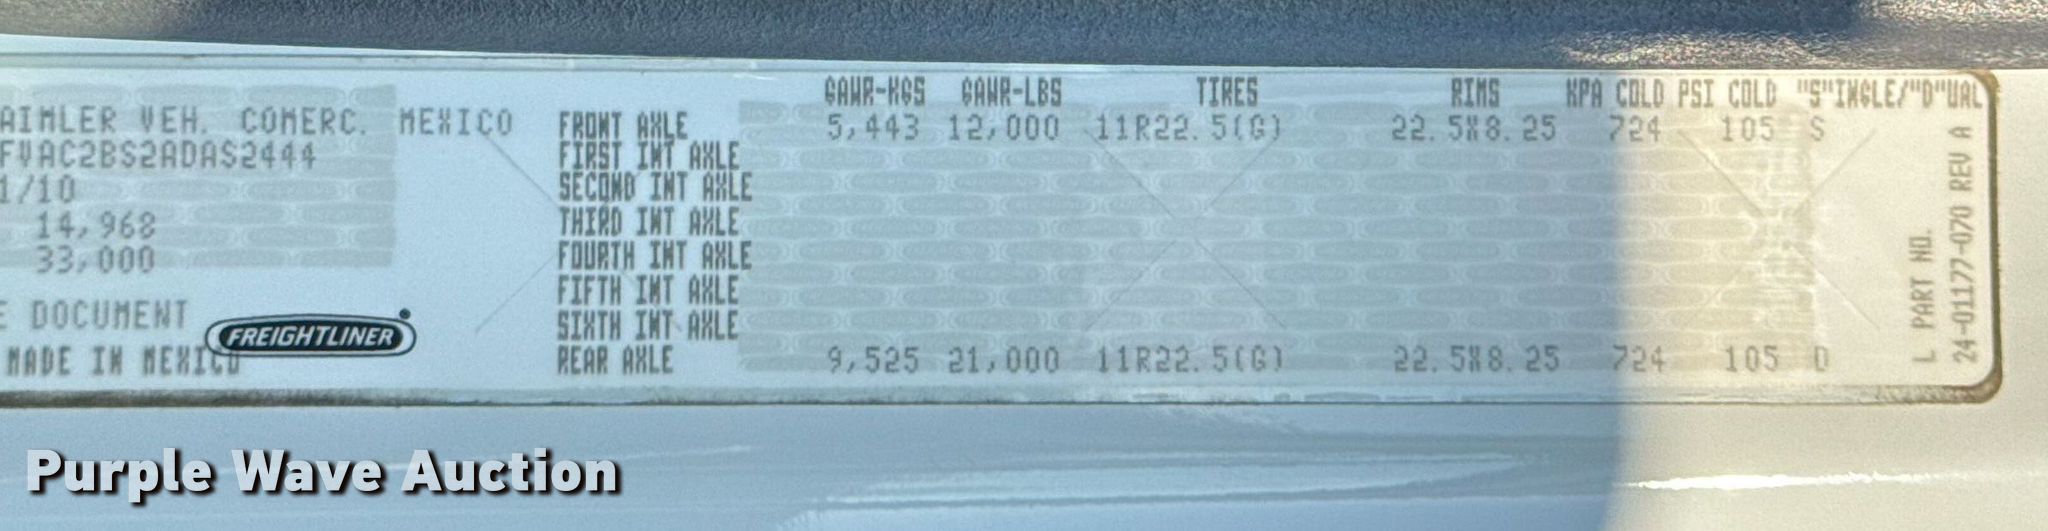 AIMLER VEH. COMERC. MEXICO
FVAC2BS2ADAS2444
1/10
14,968
33,000
E DOCUMENT
FREIGHTLINER
MADE IN MEXICO
GAWR-KGS GAWR-LBS TIRES RIMS KPA COLD PSI COLD "S"INGLE/"D"UAL
FRONT AXLE 5,443 12,000 11R22.5(G) 22.5X8.25 724 105 S
FIRST INT AXLE
SECOND INT AXLE
THIRD INT AXLE
FOURTH INT AXLE
FIFTH INT AXLE
SIXTH INT AXLE
REAR AXLE 9,525 21,000 11R22.5(G) 22.5X8.25 724 105 D
L PART NO.
24-01177-070 REV A
Purple Wave Auction